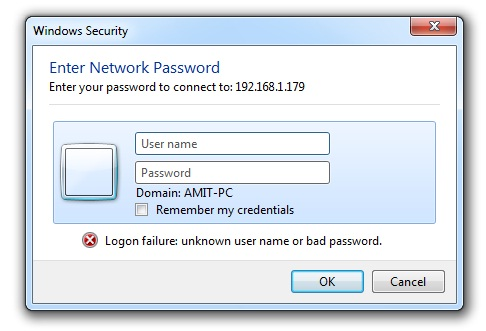 Windows Security
Enter Network Password
Enter your password to connect to: 192.168.1.179
User name
Password
Domain: AMIT-PC
Remember my credentials
Logon failure: unknown user name or bad password.
OK Cancel